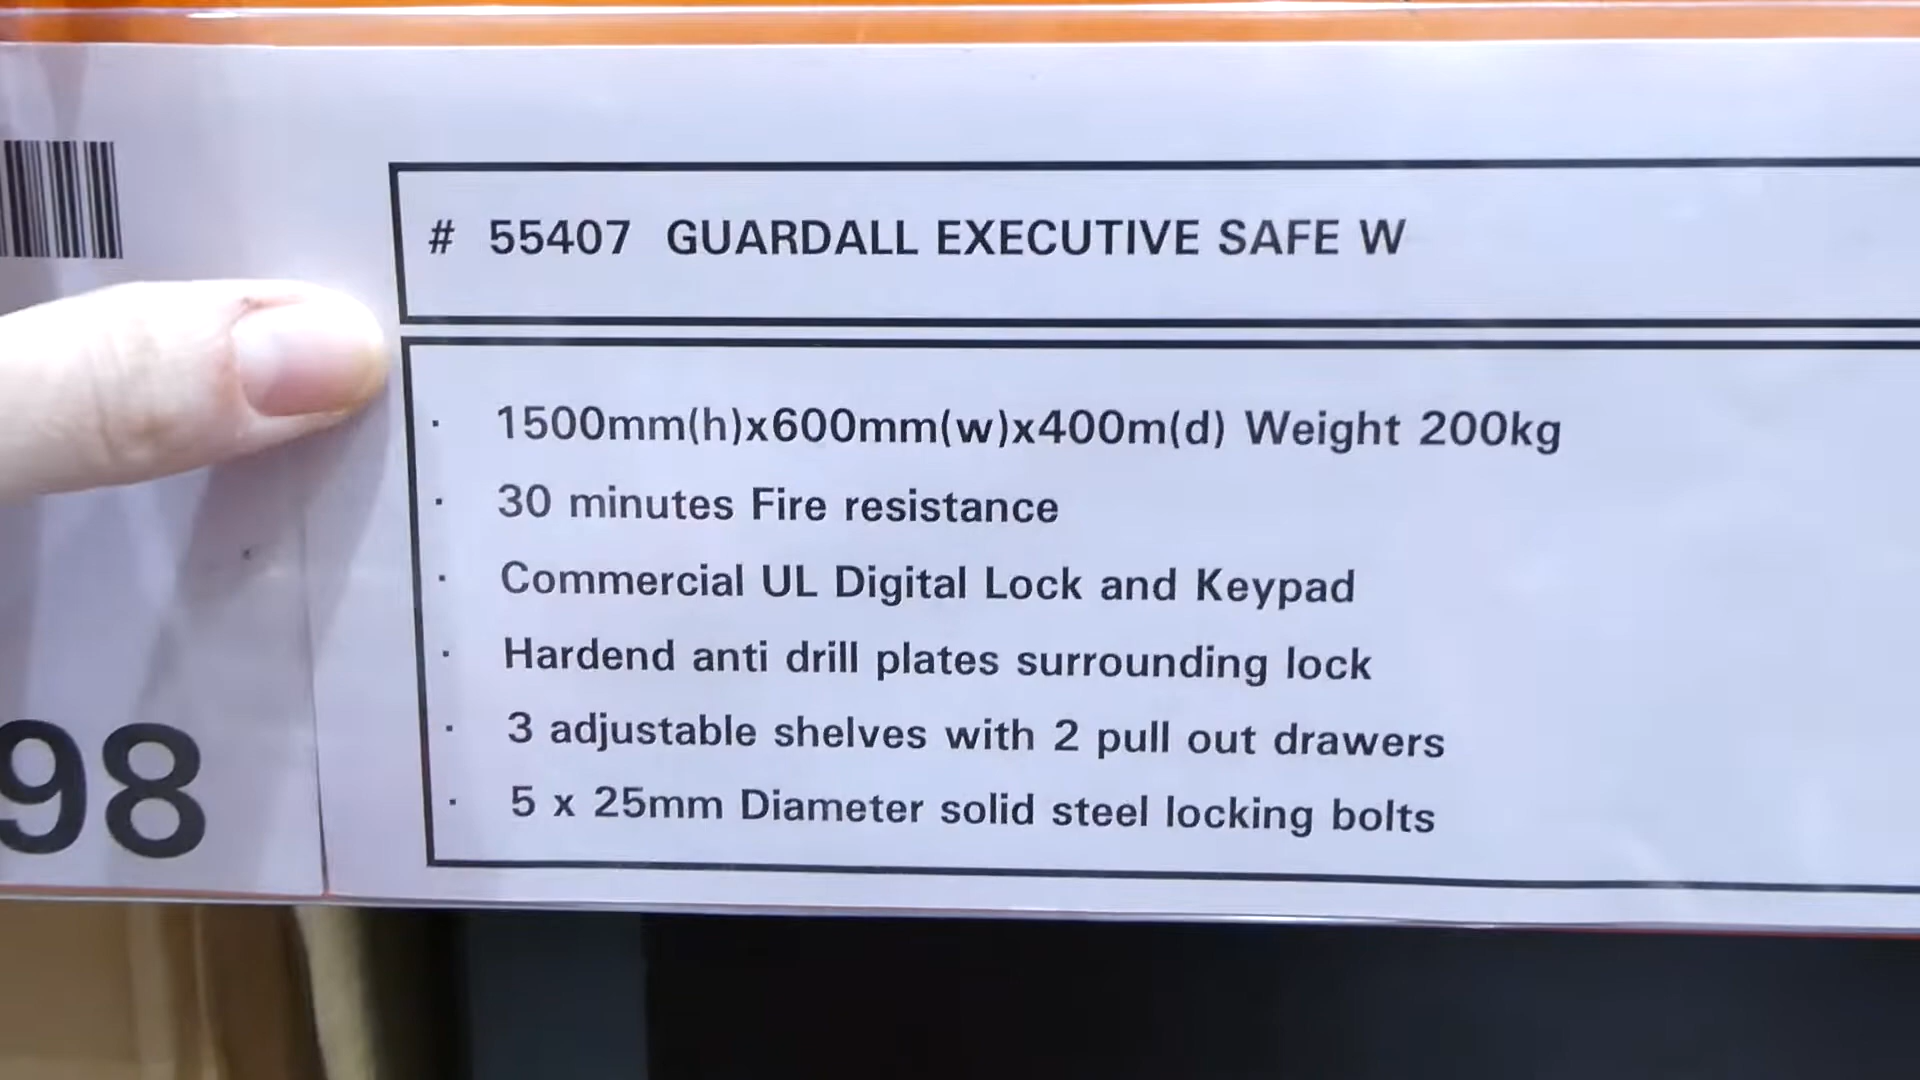 # 55407 GUARDALL EXECUTIVE SAFE W
· 1500mm(h)x600mm(w)x400m(d) Weight 200kg
· 30 minutes Fire resistance
· Commercial UL Digital Lock and Keypad
· Hardend anti drill plates surrounding lock
· 3 adjustable shelves with 2 pull out drawers
· 5 x 25mm Diameter solid steel locking bolts
98